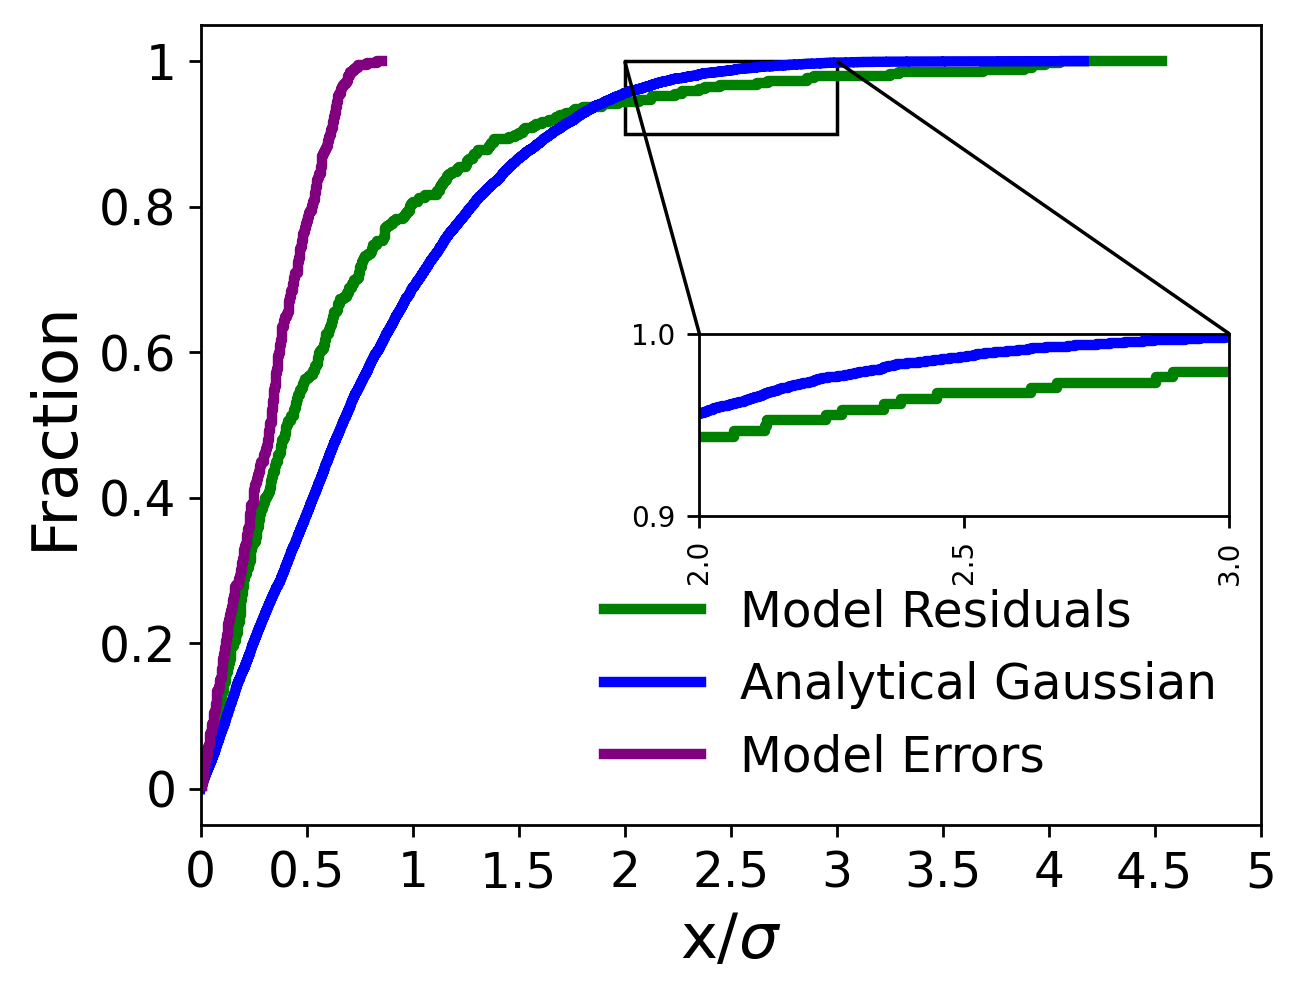 1
0.8
0.6
0.4
0.2
0
Fraction
1.0
0.9
2.0
2.5
3.0
Model Residuals
Analytical Gaussian
Model Errors
0 0.5 1 1.5 2 2.5 3 3.5 4 4.5 5
x/σ